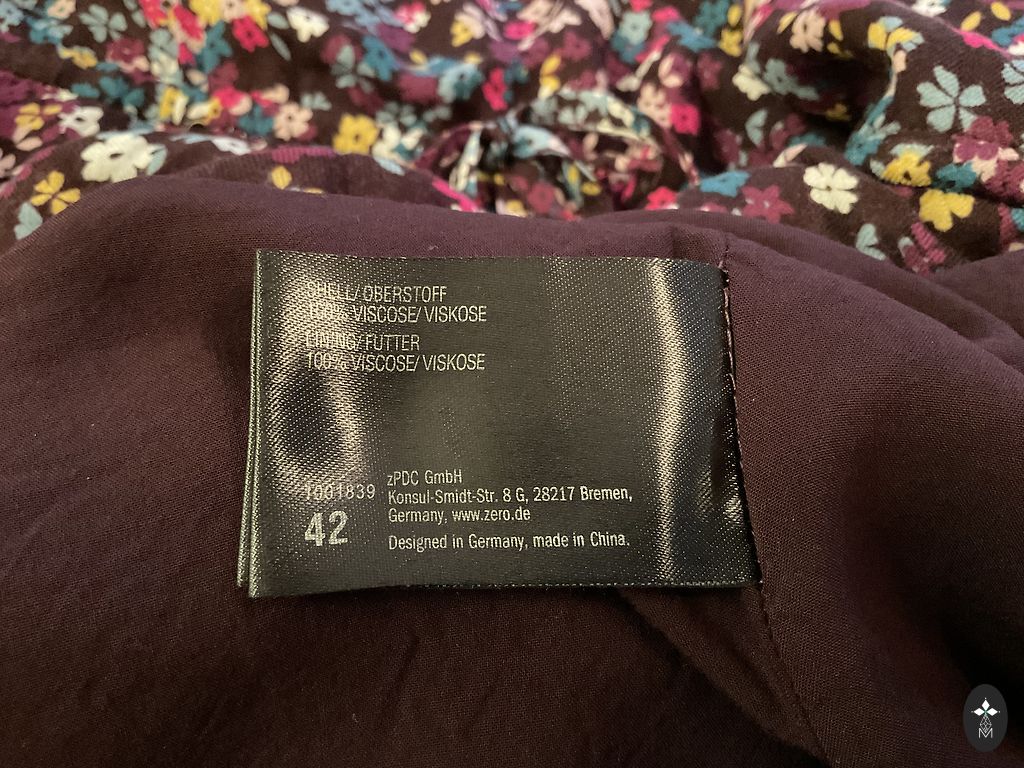 SHELL/OBERSTOFF
100% VISCOSE/VISKOSE
LINING/FUTTER
100% VISCOSE/VISKOSE
zPDC GmbH
1001839
Konsul-Smidt-Str. 8 G, 28217 Bremen,
Germany, www.zero.de
42
Designed in Germany, made in China.
M